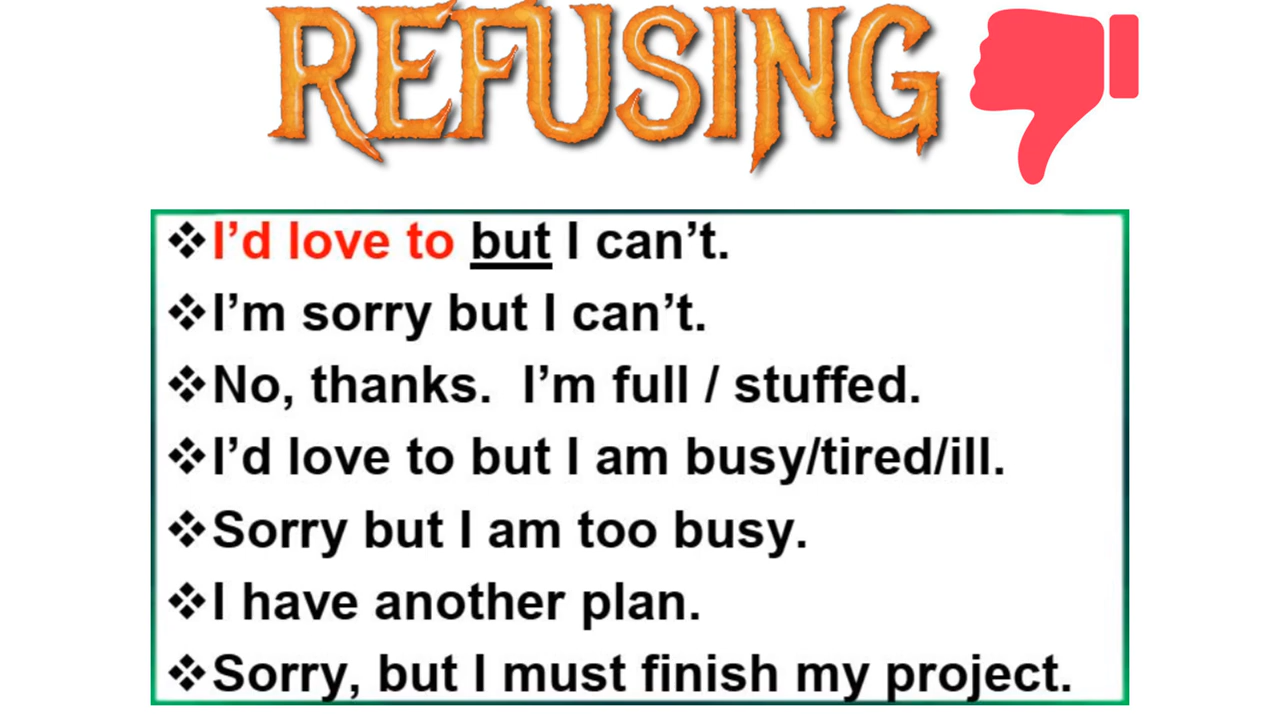 REFUSING
❖I’d love to but I can’t.
❖I’m sorry but I can’t.
❖No, thanks.  I’m full / stuffed.
❖I’d love to but I am busy/tired/ill.
❖Sorry but I am too busy.
❖I have another plan.
❖Sorry, but I must finish my project.